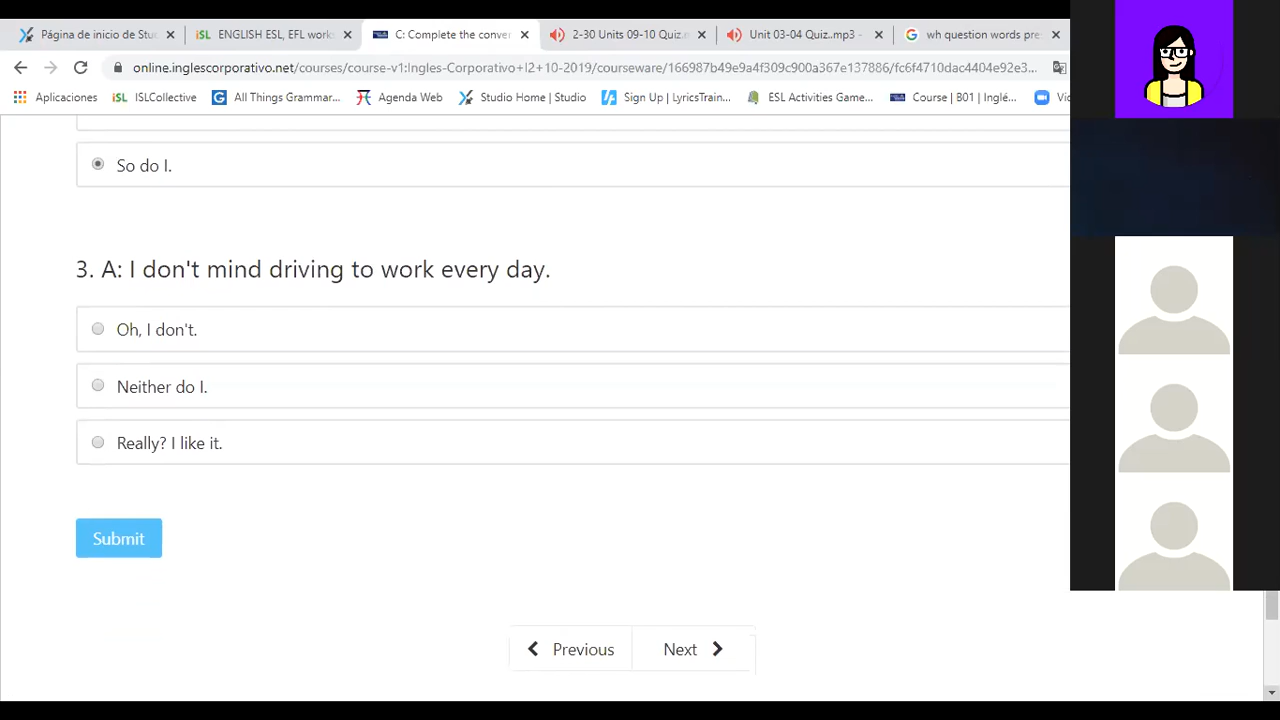 Página de inicio de Stu
ENGLISH ESL, EFL work
C: Complete the conver
2-30 Units 09-10 Quiz.n
Unit 03-04 Quiz..mp3 -
wh question words pre
online.inglescorporativo.net/courses/course-v1:Ingles-Corporativo+I2+10-2019/courseware/166987b49e9a4f309c900a367e137886/fc6f4710dac4404e92e3...
Aplicaciones
iSL ISLCollective
All Things Grammar...
Agenda Web
Studio Home | Studio
Sign Up | LyricsTrain...
ESL Activities Game...
Course | B01 | Inglé...
So do I.
3. A: I don't mind driving to work every day.
Oh, I don't.
Neither do I.
Really? I like it.
Submit
Previous
Next